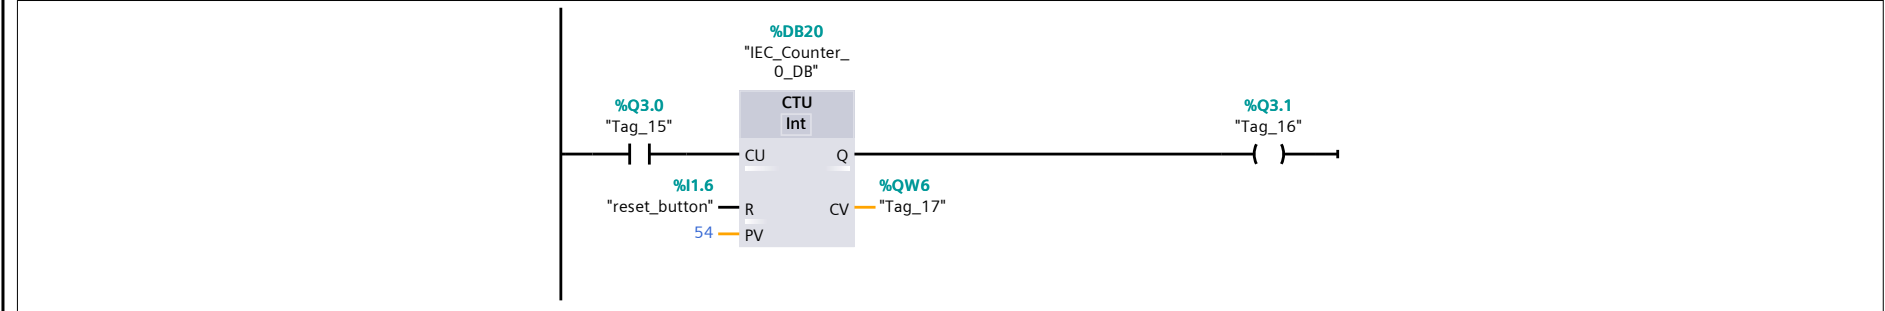 %DB20
"IEC_Counter_
0_DB"
%Q3.0
"Tag_15"
CTU
Int
%Q3.1
"Tag_16"
CU
Q
%I1.6
"reset_button"
R
CV
%QW6
"Tag_17"
54
PV